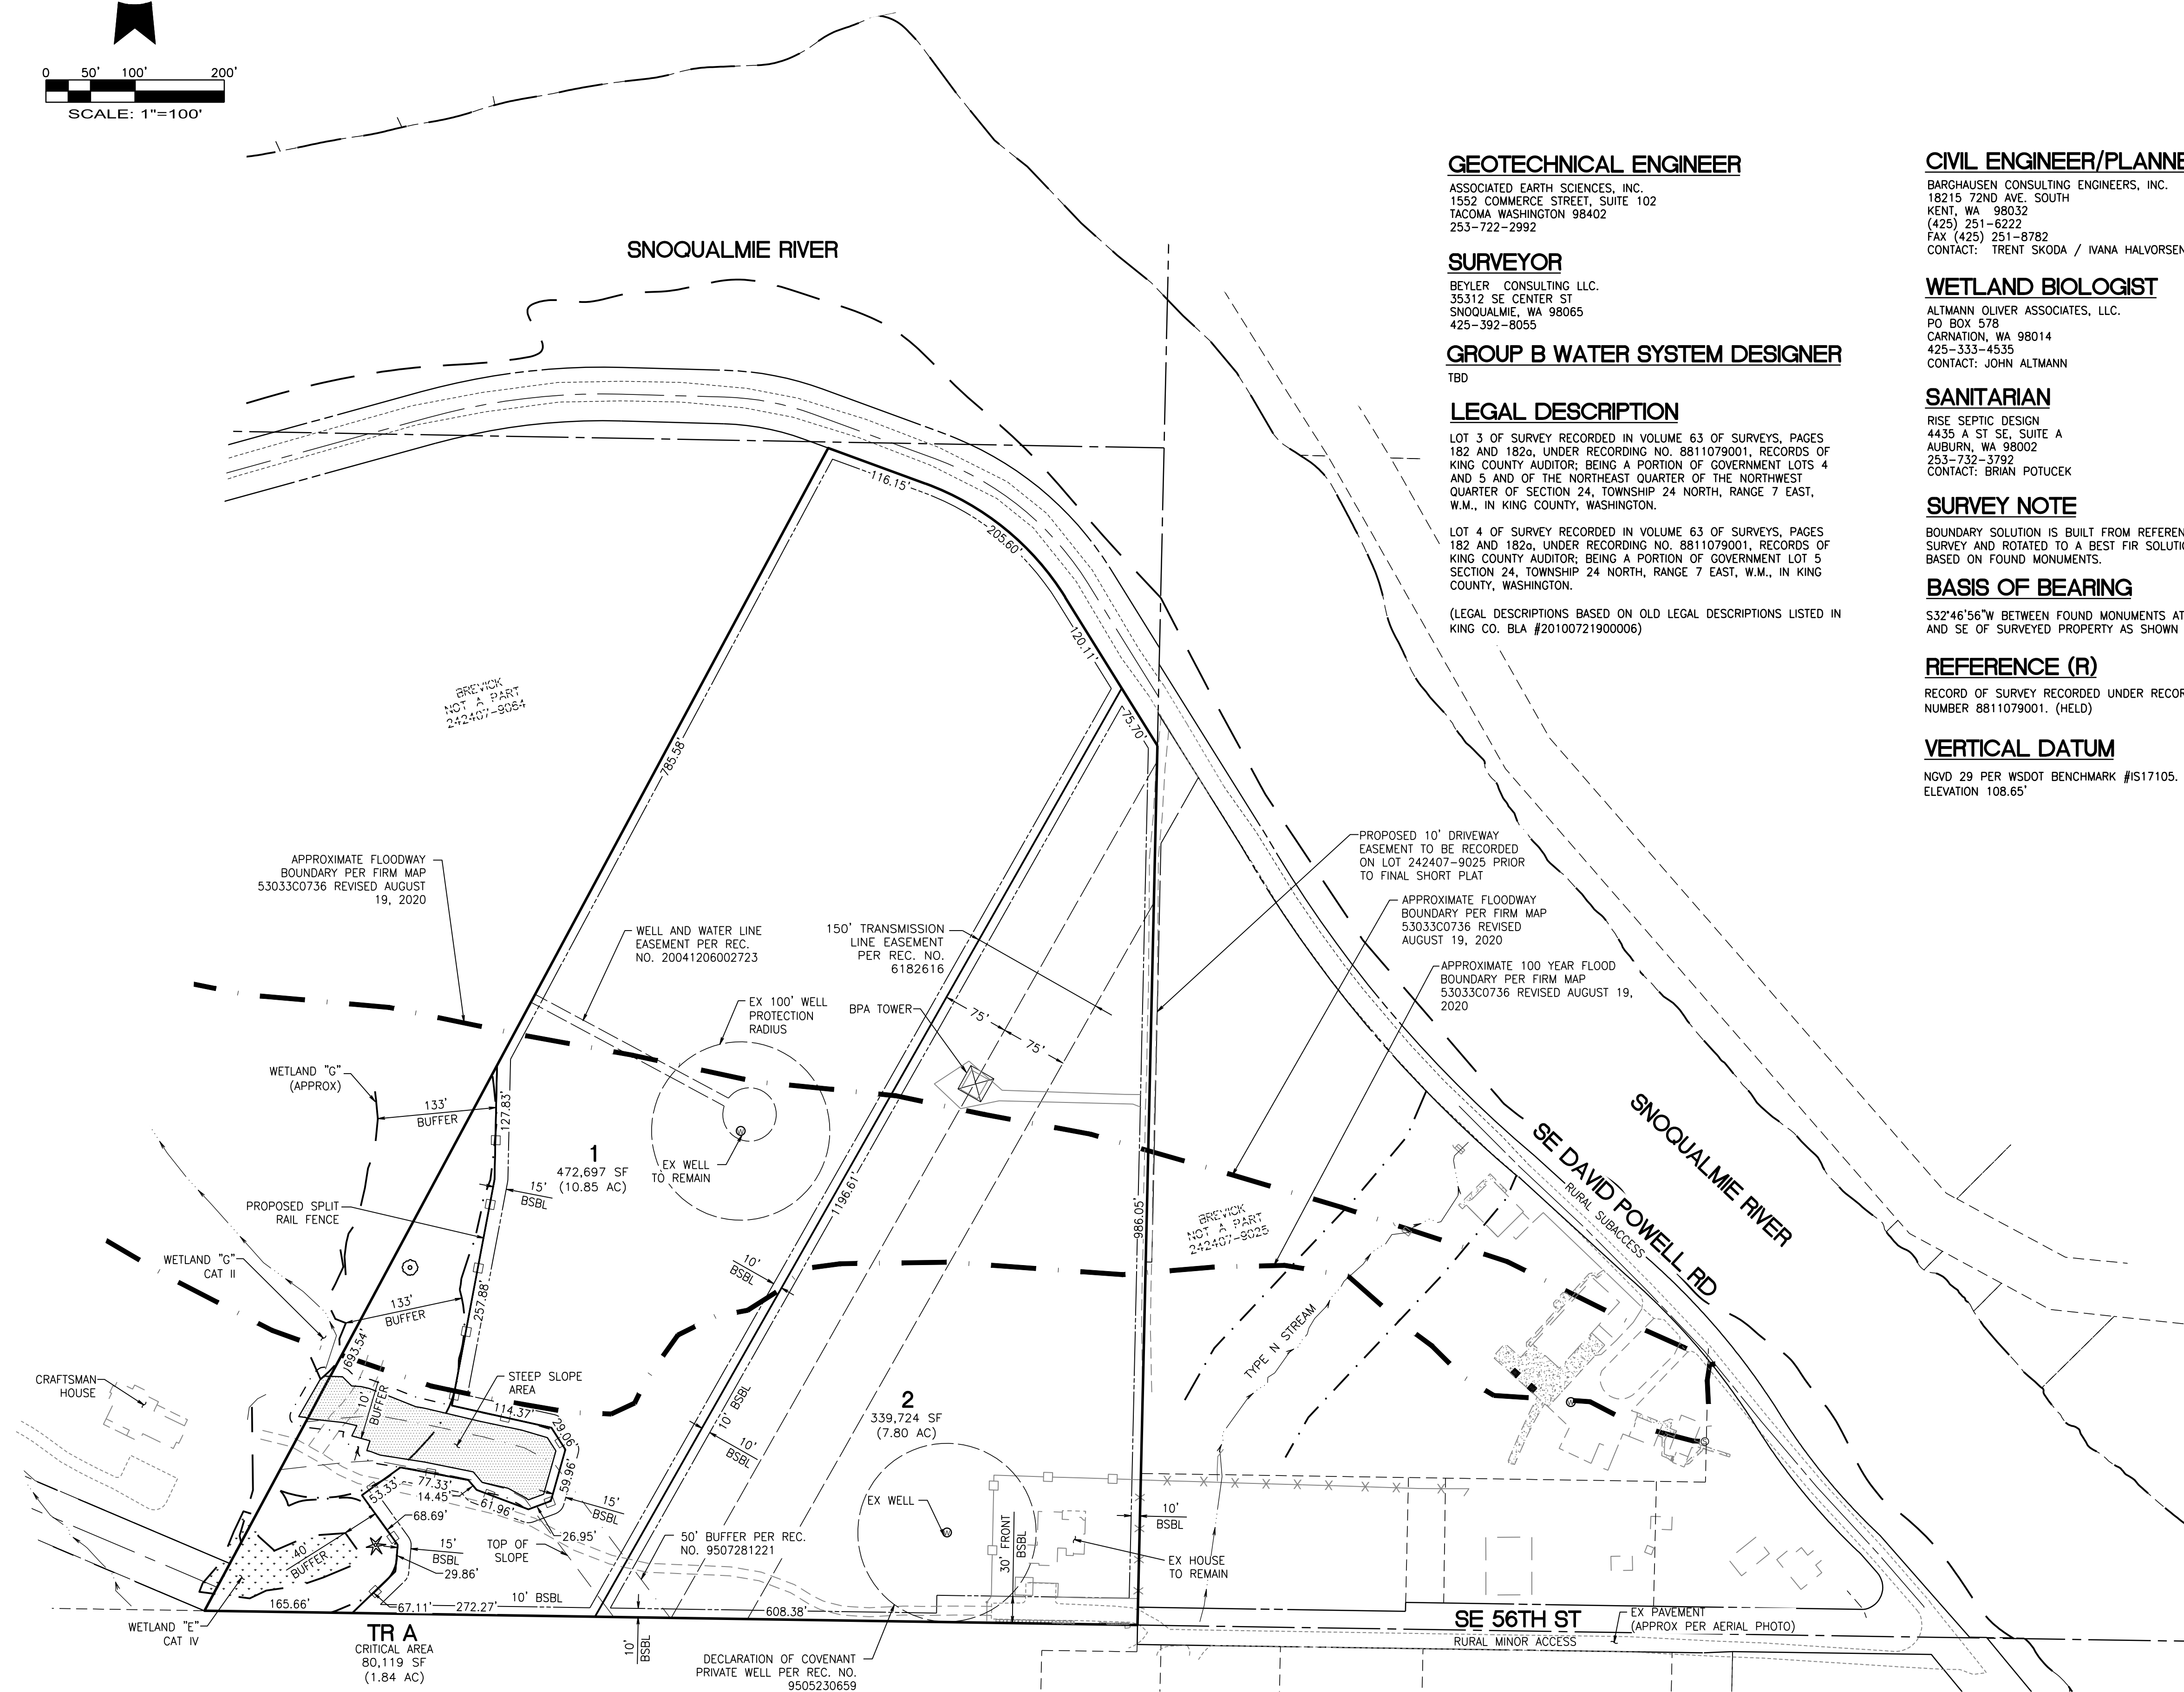 0 50' 100' 200'
SCALE: 1"=100'
SNOQUALMIE RIVER
GEOTECHNICAL ENGINEER
ASSOCIATED EARTH SCIENCES, INC.
1552 COMMERCE STREET, SUITE 102
TACOMA WASHINGTON 98402
253-722-2992
SURVEYOR
BEYLER CONSULTING LLC.
35312 SE CENTER ST
SNOQUALMIE, WA 98065
425-392-8055
GROUP B WATER SYSTEM DESIGNER
TBD
LEGAL DESCRIPTION
LOT 3 OF SURVEY RECORDED IN VOLUME 63 OF SURVEYS, PAGES
182 AND 182a, UNDER RECORDING NO. 8811079001, RECORDS OF
KING COUNTY AUDITOR; BEING A PORTION OF GOVERNMENT LOTS 4
AND 5 AND OF THE NORTHEAST QUARTER OF THE NORTHWEST
QUARTER OF SECTION 24, TOWNSHIP 24 NORTH, RANGE 7 EAST,
W.M., IN KING COUNTY, WASHINGTON.
LOT 4 OF SURVEY RECORDED IN VOLUME 63 OF SURVEYS, PAGES
182 AND 182a, UNDER RECORDING NO. 8811079001, RECORDS OF
KING COUNTY AUDITOR; BEING A PORTION OF GOVERNMENT LOT 5
SECTION 24, TOWNSHIP 24 NORTH, RANGE 7 EAST, W.M., IN KING
COUNTY, WASHINGTON.
(LEGAL DESCRIPTIONS BASED ON OLD LEGAL DESCRIPTIONS LISTED IN
KING CO. BLA #20100721900006)
CIVIL ENGINEER/PLANNE
BARGHAUSEN CONSULTING ENGINEERS, INC.
18215 72ND AVE. SOUTH
KENT, WA 98032
(425) 251-6222
FAX (425) 251-8782
CONTACT: TRENT SKODA / IVANA HALVORSEN
WETLAND BIOLOGIST
ALTMANN OLIVER ASSOCIATES, LLC.
PO BOX 578
CARNATION, WA 98014
425-333-4535
CONTACT: JOHN ALTMANN
SANITARIAN
RISE SEPTIC DESIGN
4435 A ST SE, SUITE A
AUBURN, WA 98002
253-732-3792
CONTACT: BRIAN POTUCEK
SURVEY NOTE
BOUNDARY SOLUTION IS BUILT FROM REFEREN
SURVEY AND ROTATED TO A BEST FIR SOLUTI
BASED ON FOUND MONUMENTS.
BASIS OF BEARING
S32°46'56"W BETWEEN FOUND MONUMENTS AT
AND SE OF SURVEYED PROPERTY AS SHOWN
REFERENCE (R)
RECORD OF SURVEY RECORDED UNDER RECOR
NUMBER 8811079001. (HELD)
VERTICAL DATUM
NGVD 29 PER WSDOT BENCHMARK #IS17105.
ELEVATION 108.65'
116.15'
205.60'
120.11'
75.70'
785.58'
BREVICK
NOT A PART
242407-9064
APPROXIMATE FLOODWAY
BOUNDARY PER FIRM MAP
53033C0736 REVISED AUGUST
19, 2020
WELL AND WATER LINE
EASEMENT PER REC.
NO. 20041206002723
150' TRANSMISSION
LINE EASEMENT
PER REC. NO.
6182616
PROPOSED 10' DRIVEWAY
EASEMENT TO BE RECORDED
ON LOT 242407-9025 PRIOR
TO FINAL SHORT PLAT
APPROXIMATE FLOODWAY
BOUNDARY PER FIRM MAP
53033C0736 REVISED
AUGUST 19, 2020
APPROXIMATE 100 YEAR FLOOD
BOUNDARY PER FIRM MAP
53033C0736 REVISED AUGUST 19,
2020
EX 100' WELL
PROTECTION
RADIUS
BPA TOWER
75'
75'
WETLAND "G"
(APPROX)
133'
BUFFER
127.83'
1
472,697 SF
(10.85 AC)
EX WELL
TO REMAIN
15'
BSBL
PROPOSED SPLIT
RAIL FENCE
WETLAND "G"
CAT II
133'
BUFFER
257.88'
693.54'
1196.61'
986.05'
10'
BSBL
BREVICK
NOT A PART
242407-9025
SNOQUALMIE RIVER
SE DAVID POWELL RD
RURAL SUBACCESS
TYPE N STREAM
CRAFTSMAN
HOUSE
10'
BUFFER
STEEP SLOPE
AREA
114.37'
29.06'
59.96'
10' BSBL
10'
BSBL
2
339,724 SF
(7.80 AC)
EX WELL
W
53.33'
77.33'
14.45'
61.96'
68.69'
15'
BSBL
26.95'
15'
BSBL
29.86'
TOP OF
SLOPE
50' BUFFER PER REC.
NO. 9507281221
40'
BUFFER
30' FRONT
BSBL
10'
BSBL
EX HOUSE
TO REMAIN
165.66'
67.11'
272.27'
10' BSBL
608.38'
10'
BSBL
WETLAND "E"
CAT IV
TR A
CRITICAL AREA
80,119 SF
(1.84 AC)
DECLARATION OF COVENANT
PRIVATE WELL PER REC. NO.
9505230659
SE 56TH ST
RURAL MINOR ACCESS
EX PAVEMENT
(APPROX PER AERIAL PHOTO)